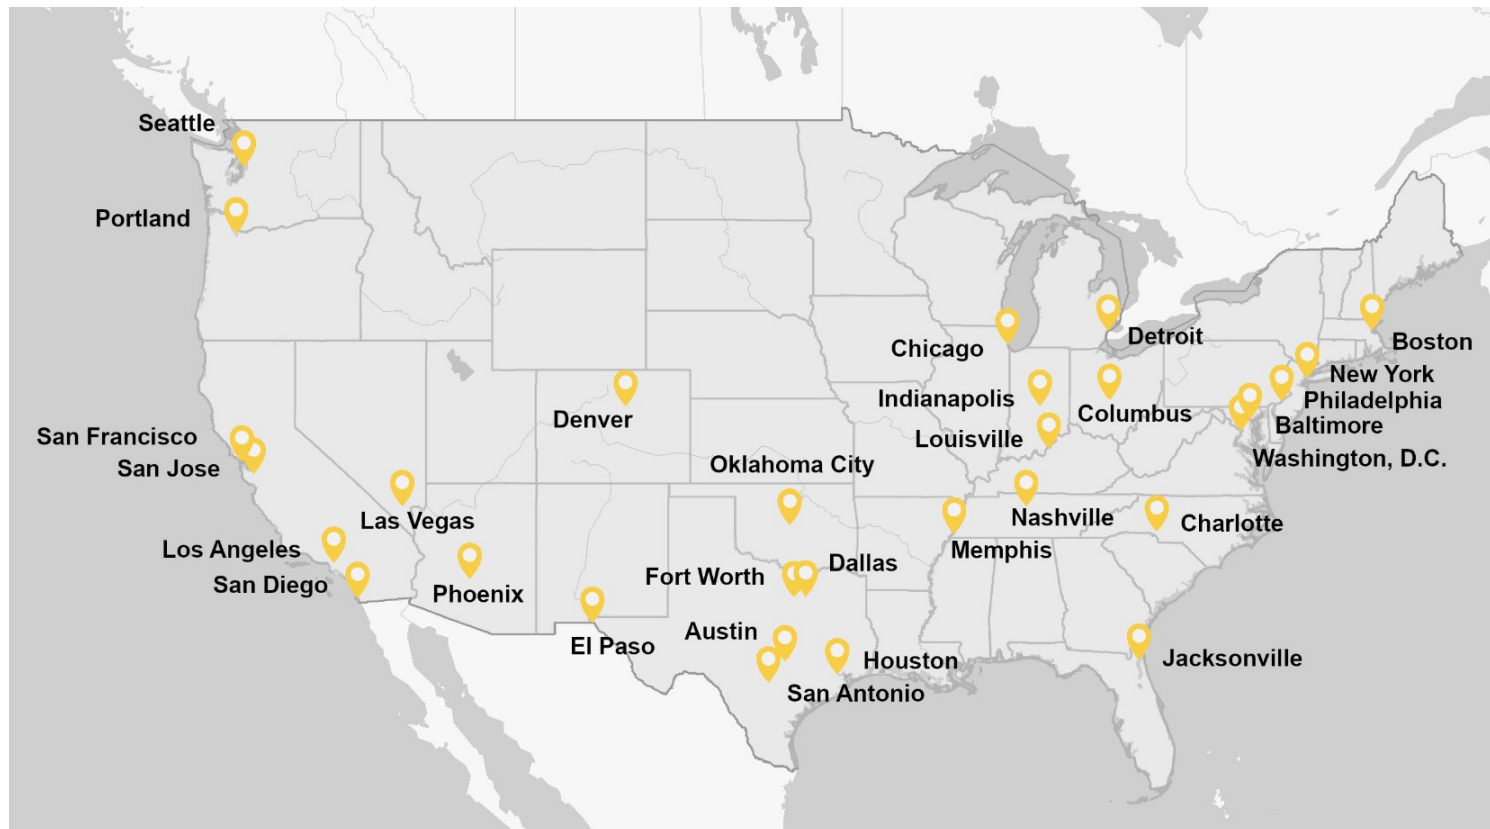 Seattle
Portland
Chicago
Detroit
Boston
New York
Indianapolis
Columbus
Philadelphia
Denver
Baltimore
San Francisco
Louisville
Washington, D.C.
San Jose
Oklahoma City
Las Vegas
Nashville
Charlotte
Los Angeles
Memphis
San Diego
Phoenix
Fort Worth
Dallas
El Paso
Austin
Houston
Jacksonville
San Antonio